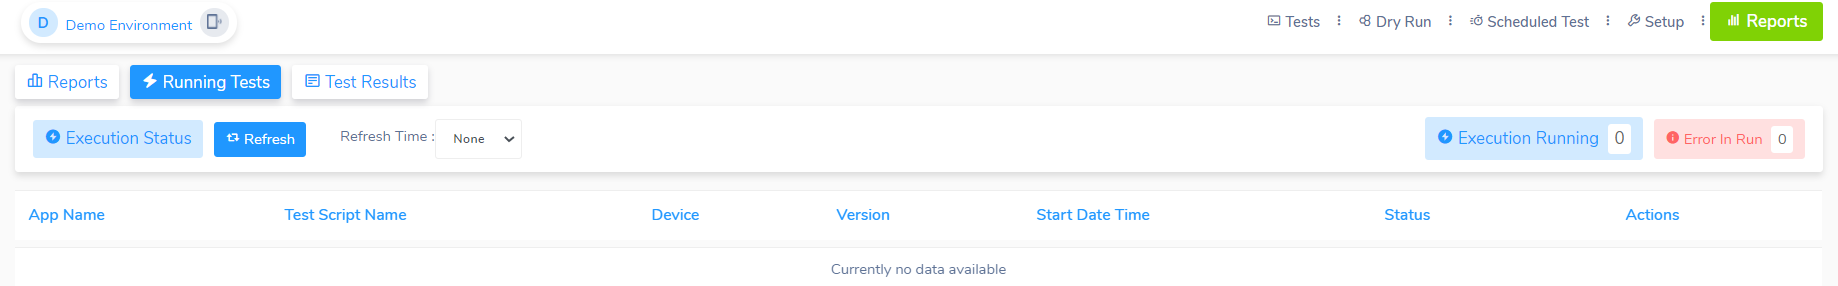 D Demo Environment Tests Dry Run Scheduled Test Setup Reports
Reports Running Tests Test Results
Execution Status Refresh Refresh Time : None Execution Running 0 Error In Run 0
App Name Test Script Name Device Version Start Date Time Status Actions
Currently no data available